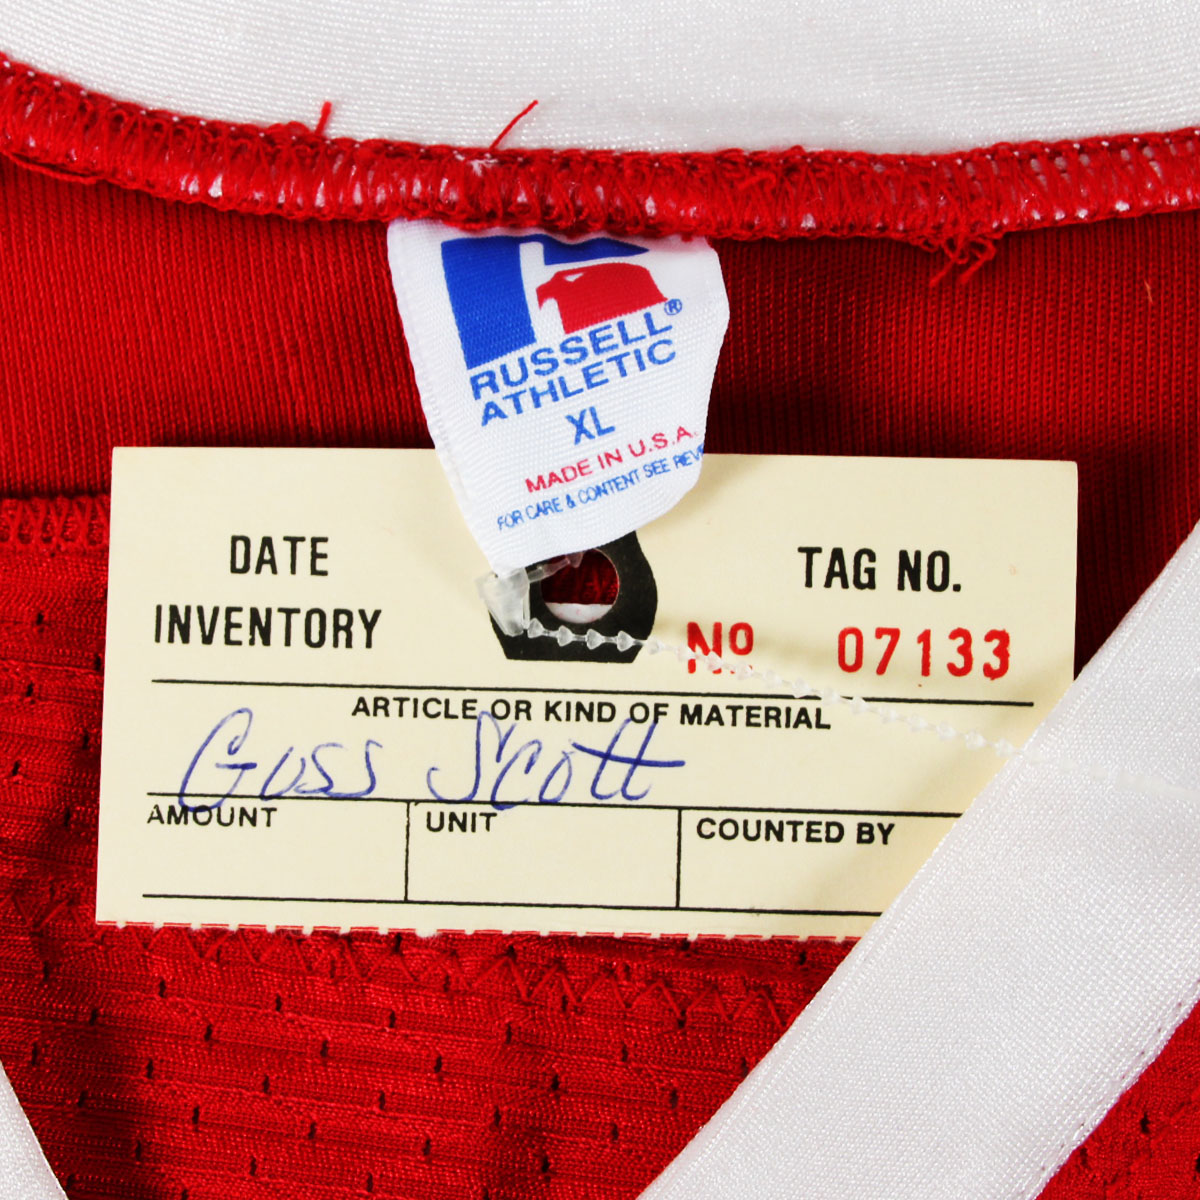 RUSSELL®
ATHLETIC
XL
MADE IN U.S.A.
FOR CARE & CONTENT SEE REV
DATE
INVENTORY
TAG NO.
Nº 07133
ARTICLE OR KIND OF MATERIAL
Goss Scott
AMOUNT UNIT COUNTED BY